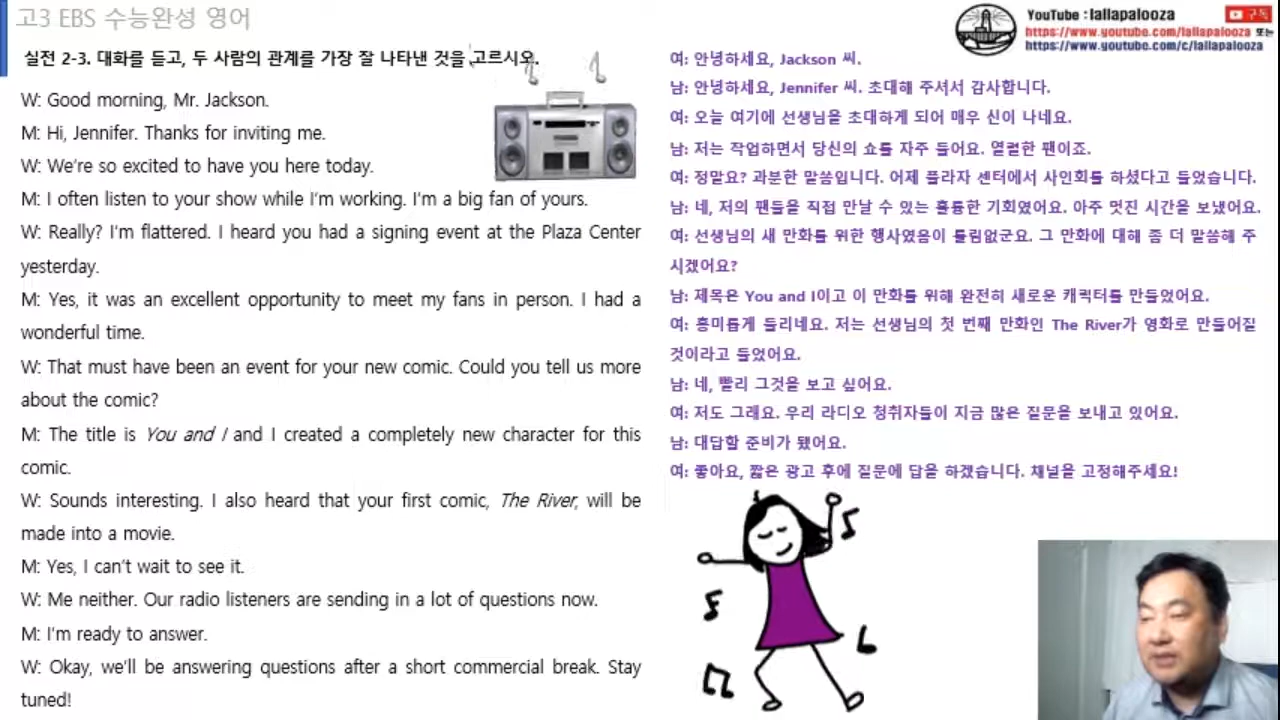 고3 EBS 수능완성 영어
실전 2-3. 대화를 듣고, 두 사람의 관계를 가장 잘 나타낸 것을 고르시오.
W: Good morning, Mr. Jackson.
M: Hi, Jennifer. Thanks for inviting me.
W: We’re so excited to have you here today.
M: I often listen to your show while I’m working. I’m a big fan of yours.
W: Really? I’m flattered. I heard you had a signing event at the Plaza Center
yesterday.
M: Yes, it was an excellent opportunity to meet my fans in person. I had a
wonderful time.
W: That must have been an event for your new comic. Could you tell us more
about the comic?
M: The title is You and I and I created a completely new character for this
comic.
W: Sounds interesting. I also heard that your first comic, The River, will be
made into a movie.
M: Yes, I can’t wait to see it.
W: Me neither. Our radio listeners are sending in a lot of questions now.
M: I’m ready to answer.
W: Okay, we’ll be answering questions after a short commercial break. Stay
tuned!
YouTube : lallapalooza
구독
https://www.youtube.com/lallapalooza 또는
https://www.youtube.com/c/lallapalooza
여: 안녕하세요, Jackson 씨.
남: 안녕하세요, Jennifer 씨. 초대해 주셔서 감사합니다.
여: 오늘 여기에 선생님을 초대하게 되어 매우 신이 나네요.
남: 저는 작업하면서 당신의 쇼를 자주 들어요. 열렬한 팬이죠.
여: 정말요? 과분한 말씀입니다. 어제 플라자 센터에서 사인회를 하셨다고 들었습니다.
남: 네, 저의 팬들을 직접 만날 수 있는 훌륭한 기회였어요. 아주 멋진 시간을 보냈어요.
여: 선생님의 새 만화를 위한 행사였음이 틀림없군요. 그 만화에 대해 좀 더 말씀해 주
시겠어요?
남: 제목은 You and I이고 이 만화를 위해 완전히 새로운 캐릭터를 만들었어요.
여: 흥미롭게 들리네요. 저는 선생님의 첫 번째 만화인 The River가 영화로 만들어질
것이라고 들었어요.
남: 네, 빨리 그것을 보고 싶어요.
여: 저도 그래요. 우리 라디오 청취자들이 지금 많은 질문을 보내고 있어요.
남: 대답할 준비가 됐어요.
여: 좋아요, 짧은 광고 후에 질문에 답을 하겠습니다. 채널을 고정해주세요!